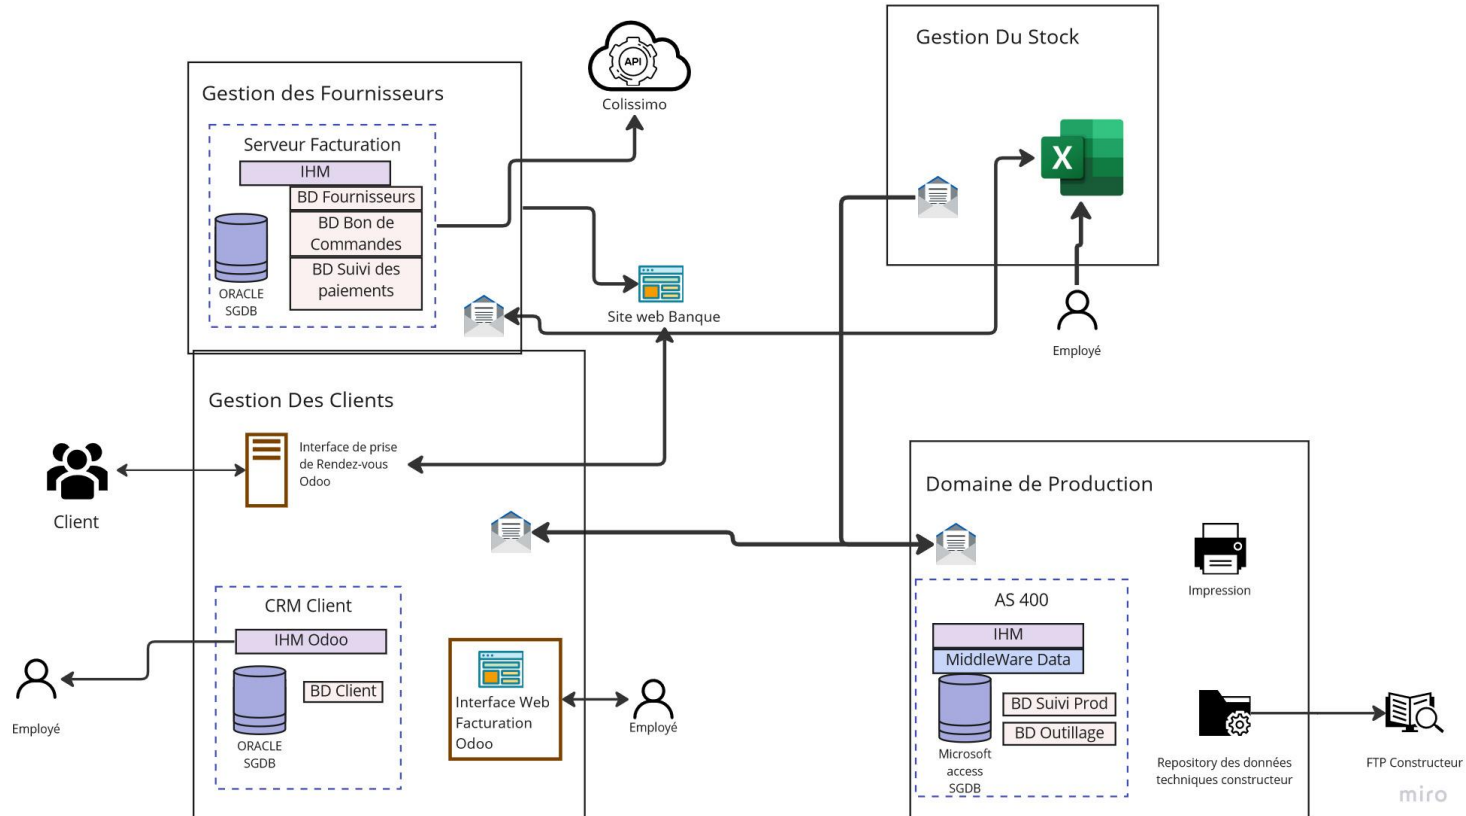 Gestion des Fournisseurs
Serveur Facturation
IHM
BD Fournisseurs
BD Bon de
Commandes
BD Suivi des
paiements
ORACLE
SGDB
API
Colissimo
Site web Banque
Gestion Du Stock
X
Employé
Gestion Des Clients
Interface de prise
de Rendez-vous
Odoo
Client
CRM Client
IHM Odoo
BD Client
ORACLE
SGDB
Employé
Interface Web
Facturation
Odoo
Employé
Domaine de Production
Impression
AS 400
IHM
MiddleWare Data
BD Suivi Prod
BD Outillage
Microsoft
access
SGDB
Repository des données
techniques constructeur
FTP Constructeur
miro